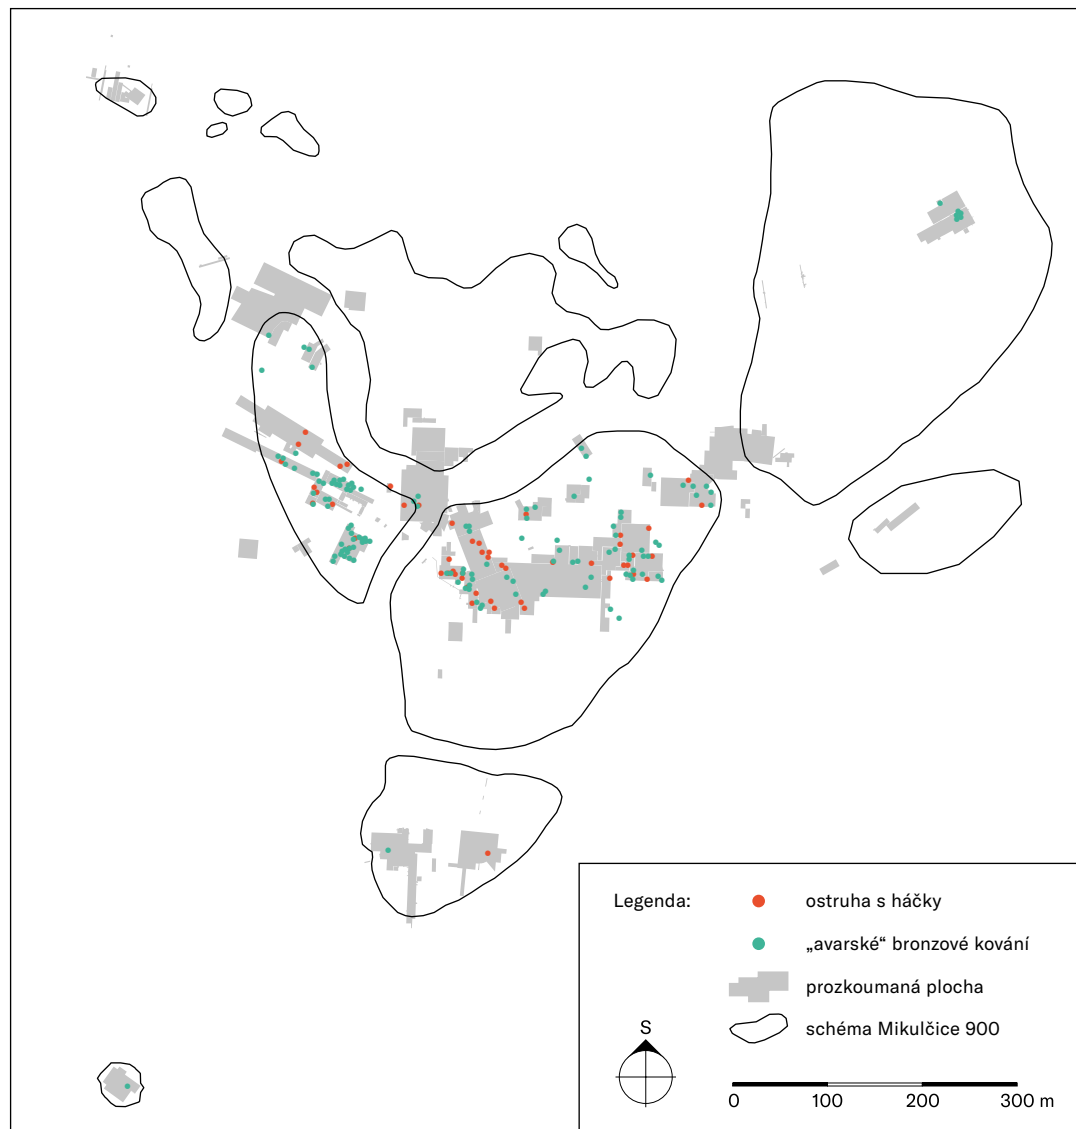 Legenda:
ostruha s háčky
„avarské“ bronzové kování
prozkoumaná plocha
schéma Mikulčice 900
S
0 100 200 300 m